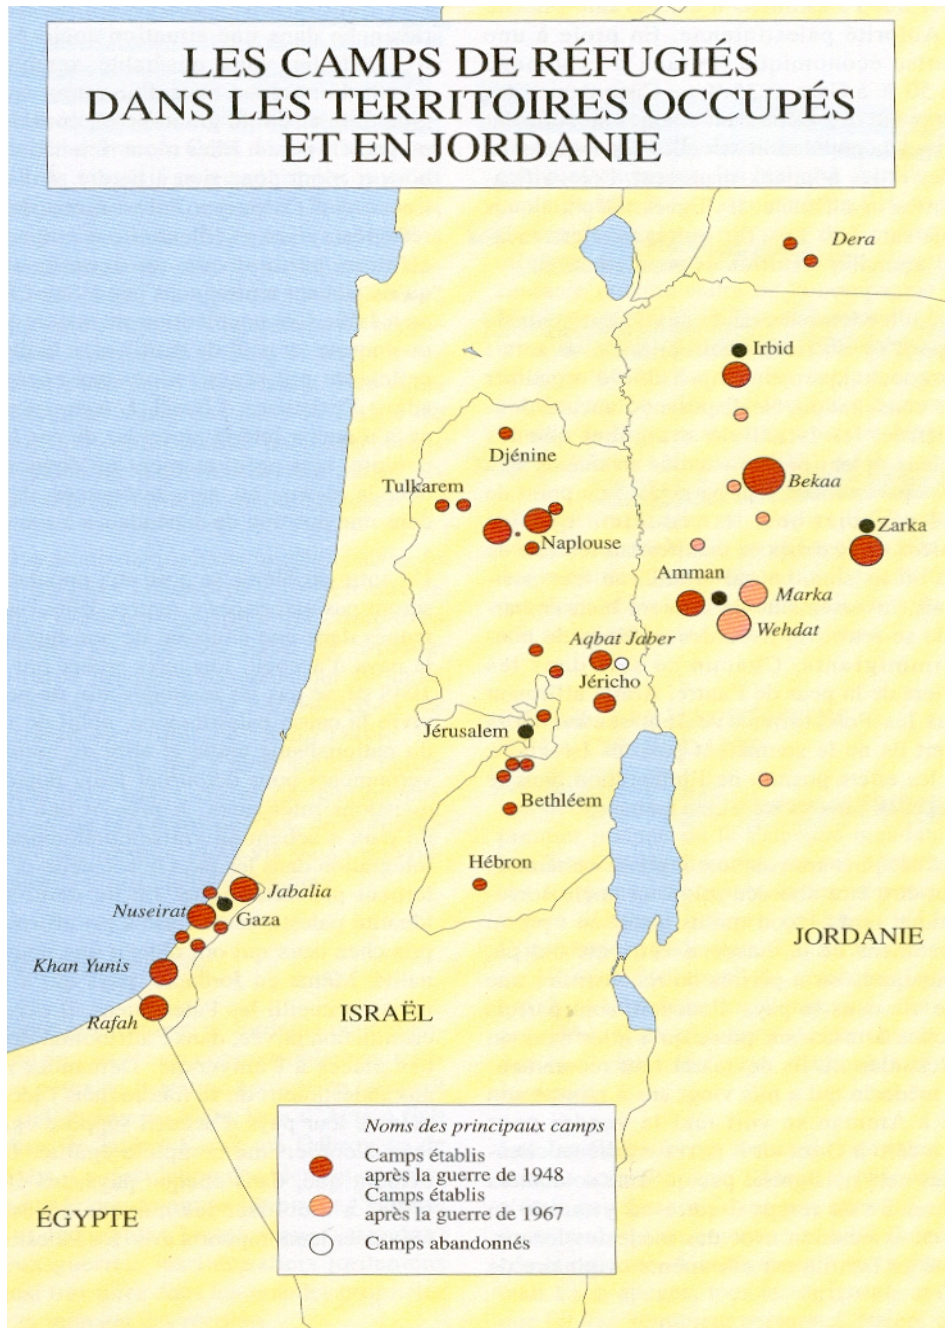 LES CAMPS DE RÉFUGIÉS
DANS LES TERRITOIRES OCCUPÉS
ET EN JORDANIE
Dera
Irbid
Djénine
Tulkarem
Bekaa
Zarka
Naplouse
Amman
Marka
Wehdat
Aqbat Jaber
Jéricho
Jérusalem
Bethléem
Hébron
Jabalia
Nuseirat
Gaza
JORDANIE
Khan Yunis
ISRAËL
Rafah
Noms des principaux camps
Camps établis
après la guerre de 1948
Camps établis
après la guerre de 1967
Camps abandonnés
ÉGYPTE